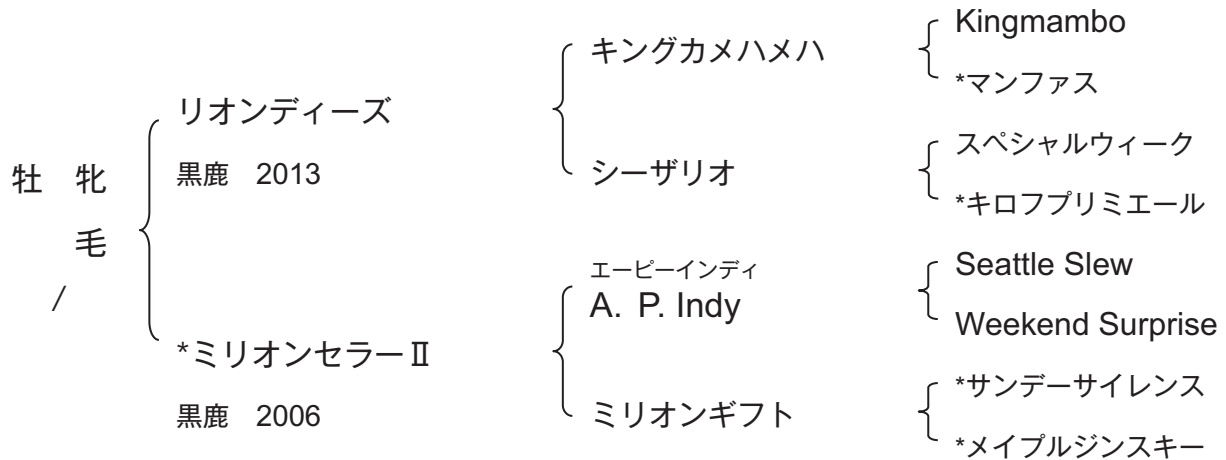 牡 牝
毛
/
リオンディーズ
黒鹿 2013
*ミリオンセラーⅡ
黒鹿 2006
キングカメハメハ
シーザリオ
エーピーインディ
A. P. Indy
ミリオンギフト
Kingmambo
*マンファス
スペシャルウィーク
*キロフプリミエール
Seattle Slew
Weekend Surprise
*サンデーサイレンス
*メイプルジンスキー